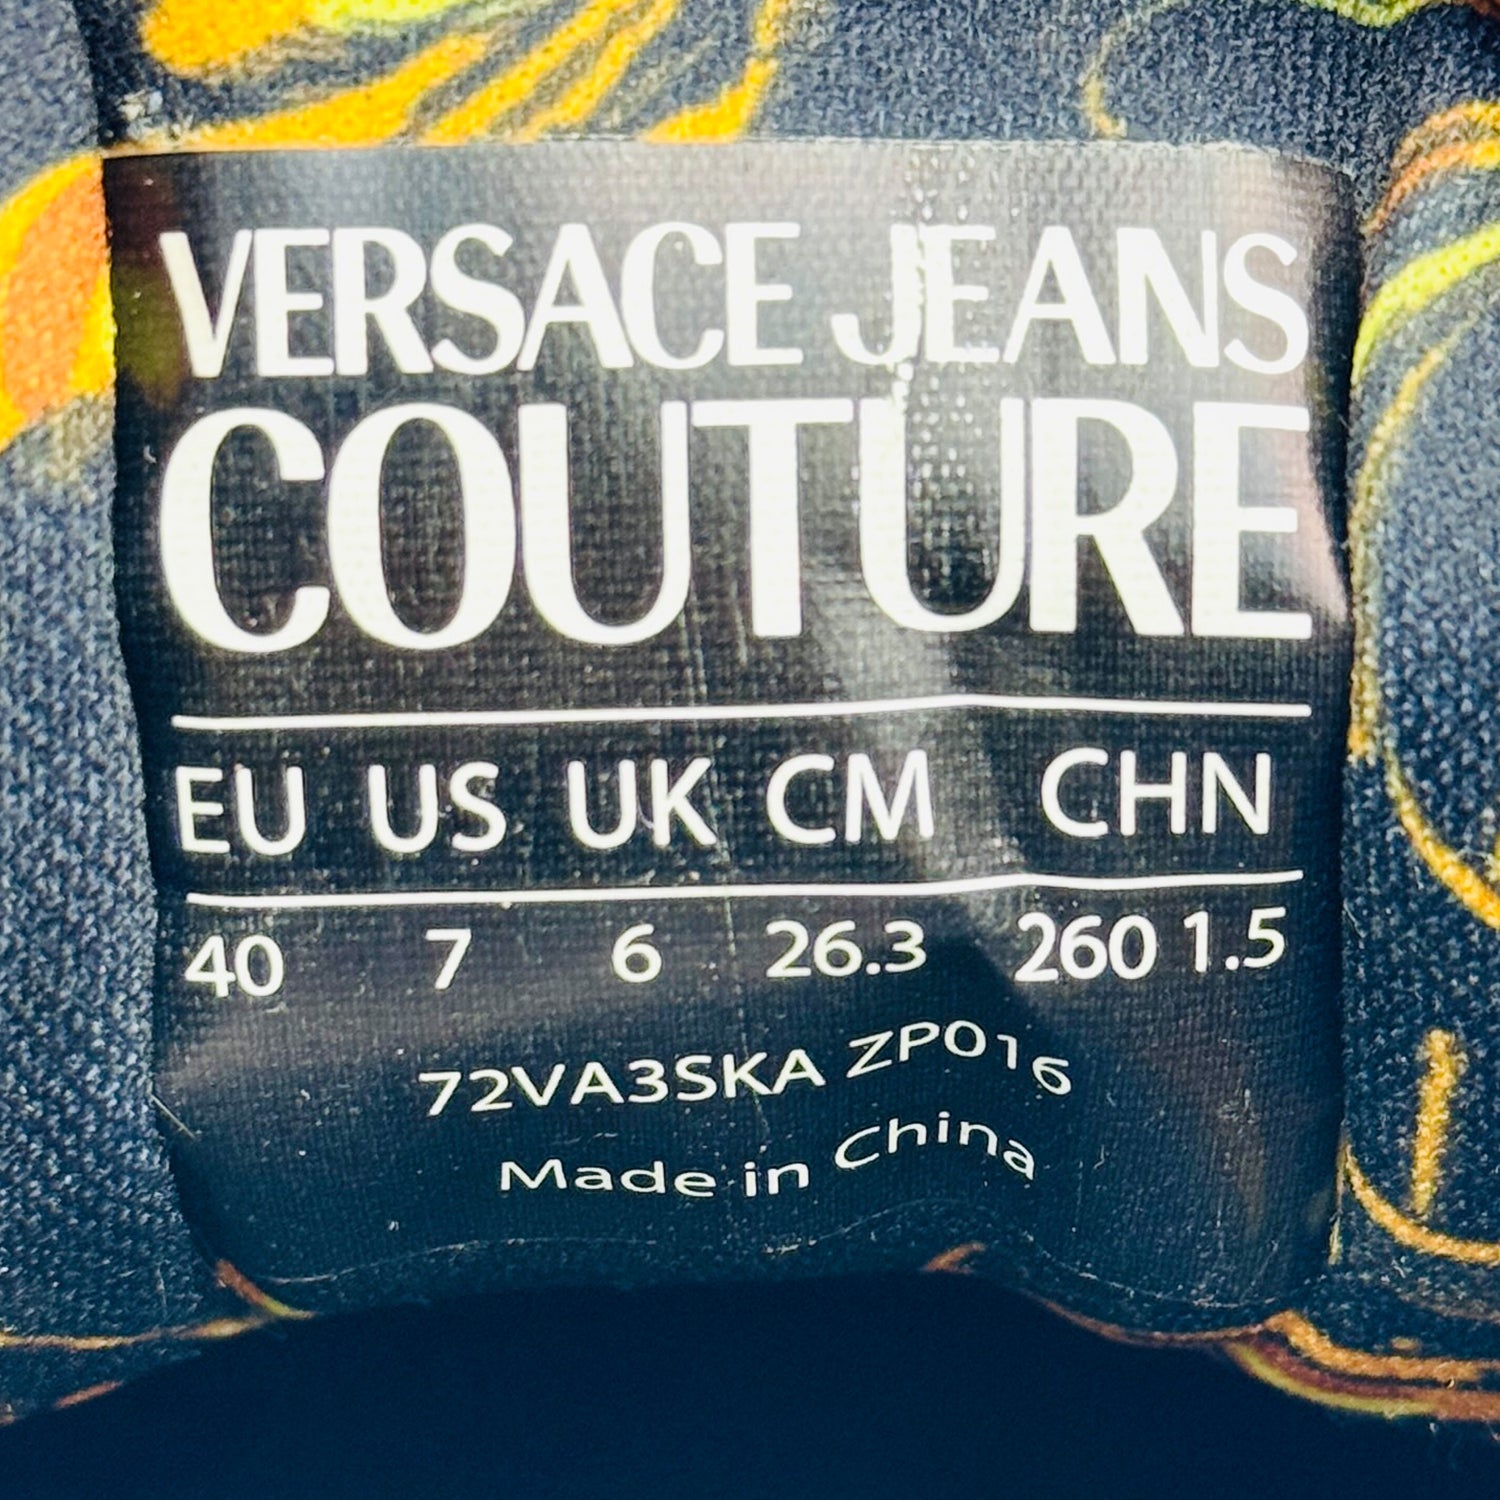 VERSACE JEANS
COUTURE
EU US UK CM CHN
40 7 6 26.3 260 1.5
72VA3SKA ZP016
Made in China